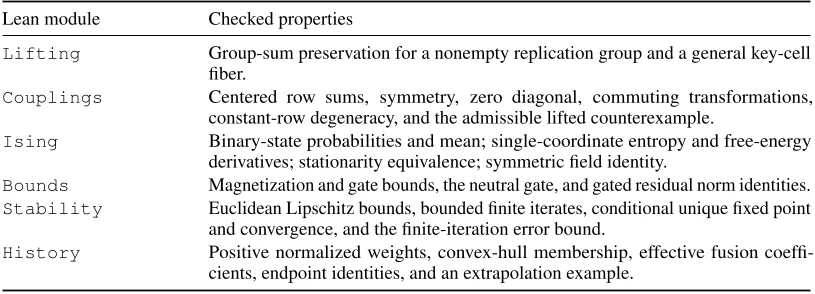 Lean module Checked properties
Lifting Group-sum preservation for a nonempty replication group and a general key-cell
fiber.
Couplings Centered row sums, symmetry, zero diagonal, commuting transformations,
constant-row degeneracy, and the admissible lifted counterexample.
Ising Binary-state probabilities and mean; single-coordinate entropy and free-energy
derivatives; stationarity equivalence; symmetric field identity.
Bounds Magnetization and gate bounds, the neutral gate, and gated residual norm identities.
Stability Euclidean Lipschitz bounds, bounded finite iterates, conditional unique fixed point
and convergence, and the finite-iteration error bound.
History Positive normalized weights, convex-hull membership, effective fusion coeffi-
cients, endpoint identities, and an extrapolation example.